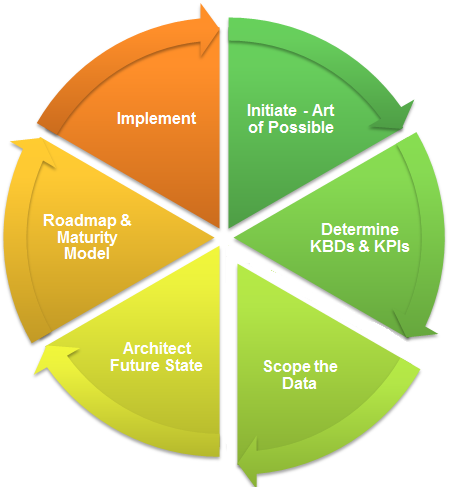 Initiate - Art
of Possible
Determine
KBDs & KPIs
Scope the
Data
Architect
Future State
Roadmap &
Maturity
Model
Implement